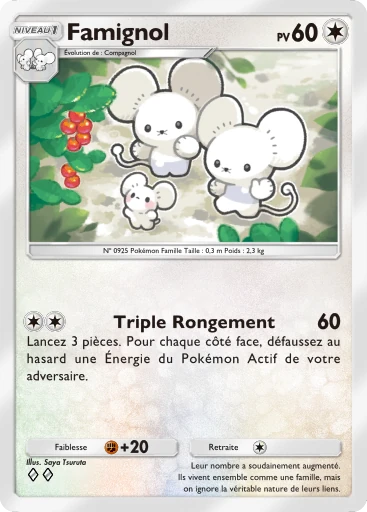 NIVEAU 1
Famignol
PV 60
Évolution de : Compagnol
N° 0925 Pokémon Famille Taille : 0,3 m Poids : 2,3 kg
Triple Rongement 60
Lancez 3 pièces. Pour chaque côté face, défaussez au
hasard une Énergie du Pokémon Actif de votre
adversaire.
Faiblesse +20 Retraite
Illus. Saya Tsuruta
Leur nombre a soudainement augmenté.
Ils vivent ensemble comme une famille, mais
on ignore la véritable nature de leurs liens.